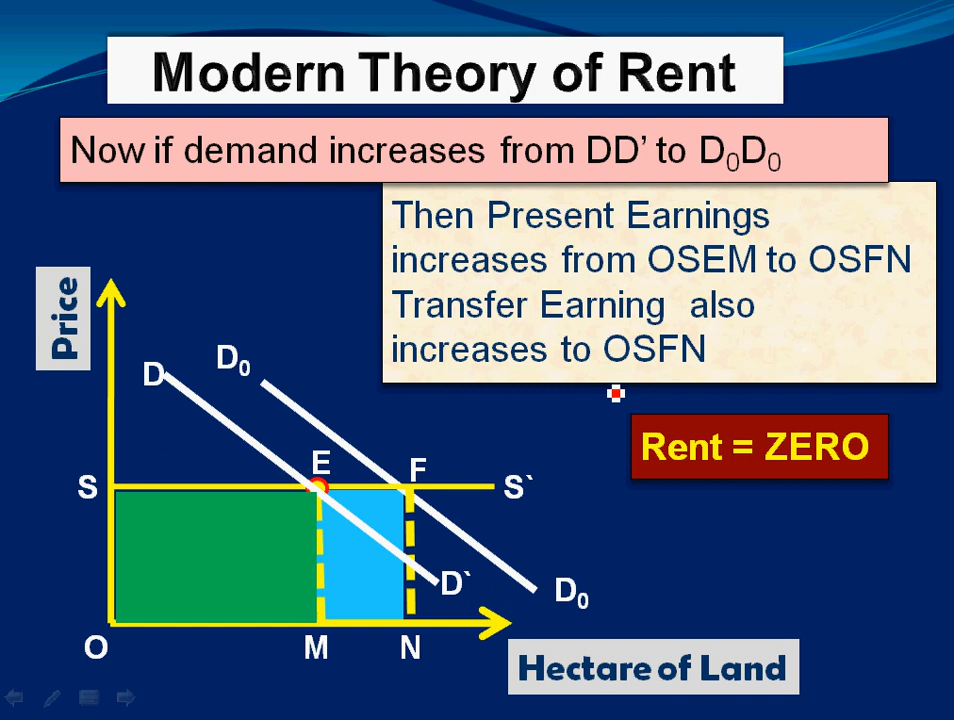 Modern Theory of Rent
Now if demand increases from DD’ to D₀D₀
Then Present Earnings
increases from OSEM to OSFN
Transfer Earning also
increases to OSFN
Rent = ZERO
Price
D
D₀
E
F
S
S`
D`
D₀
O
M
N
Hectare of Land